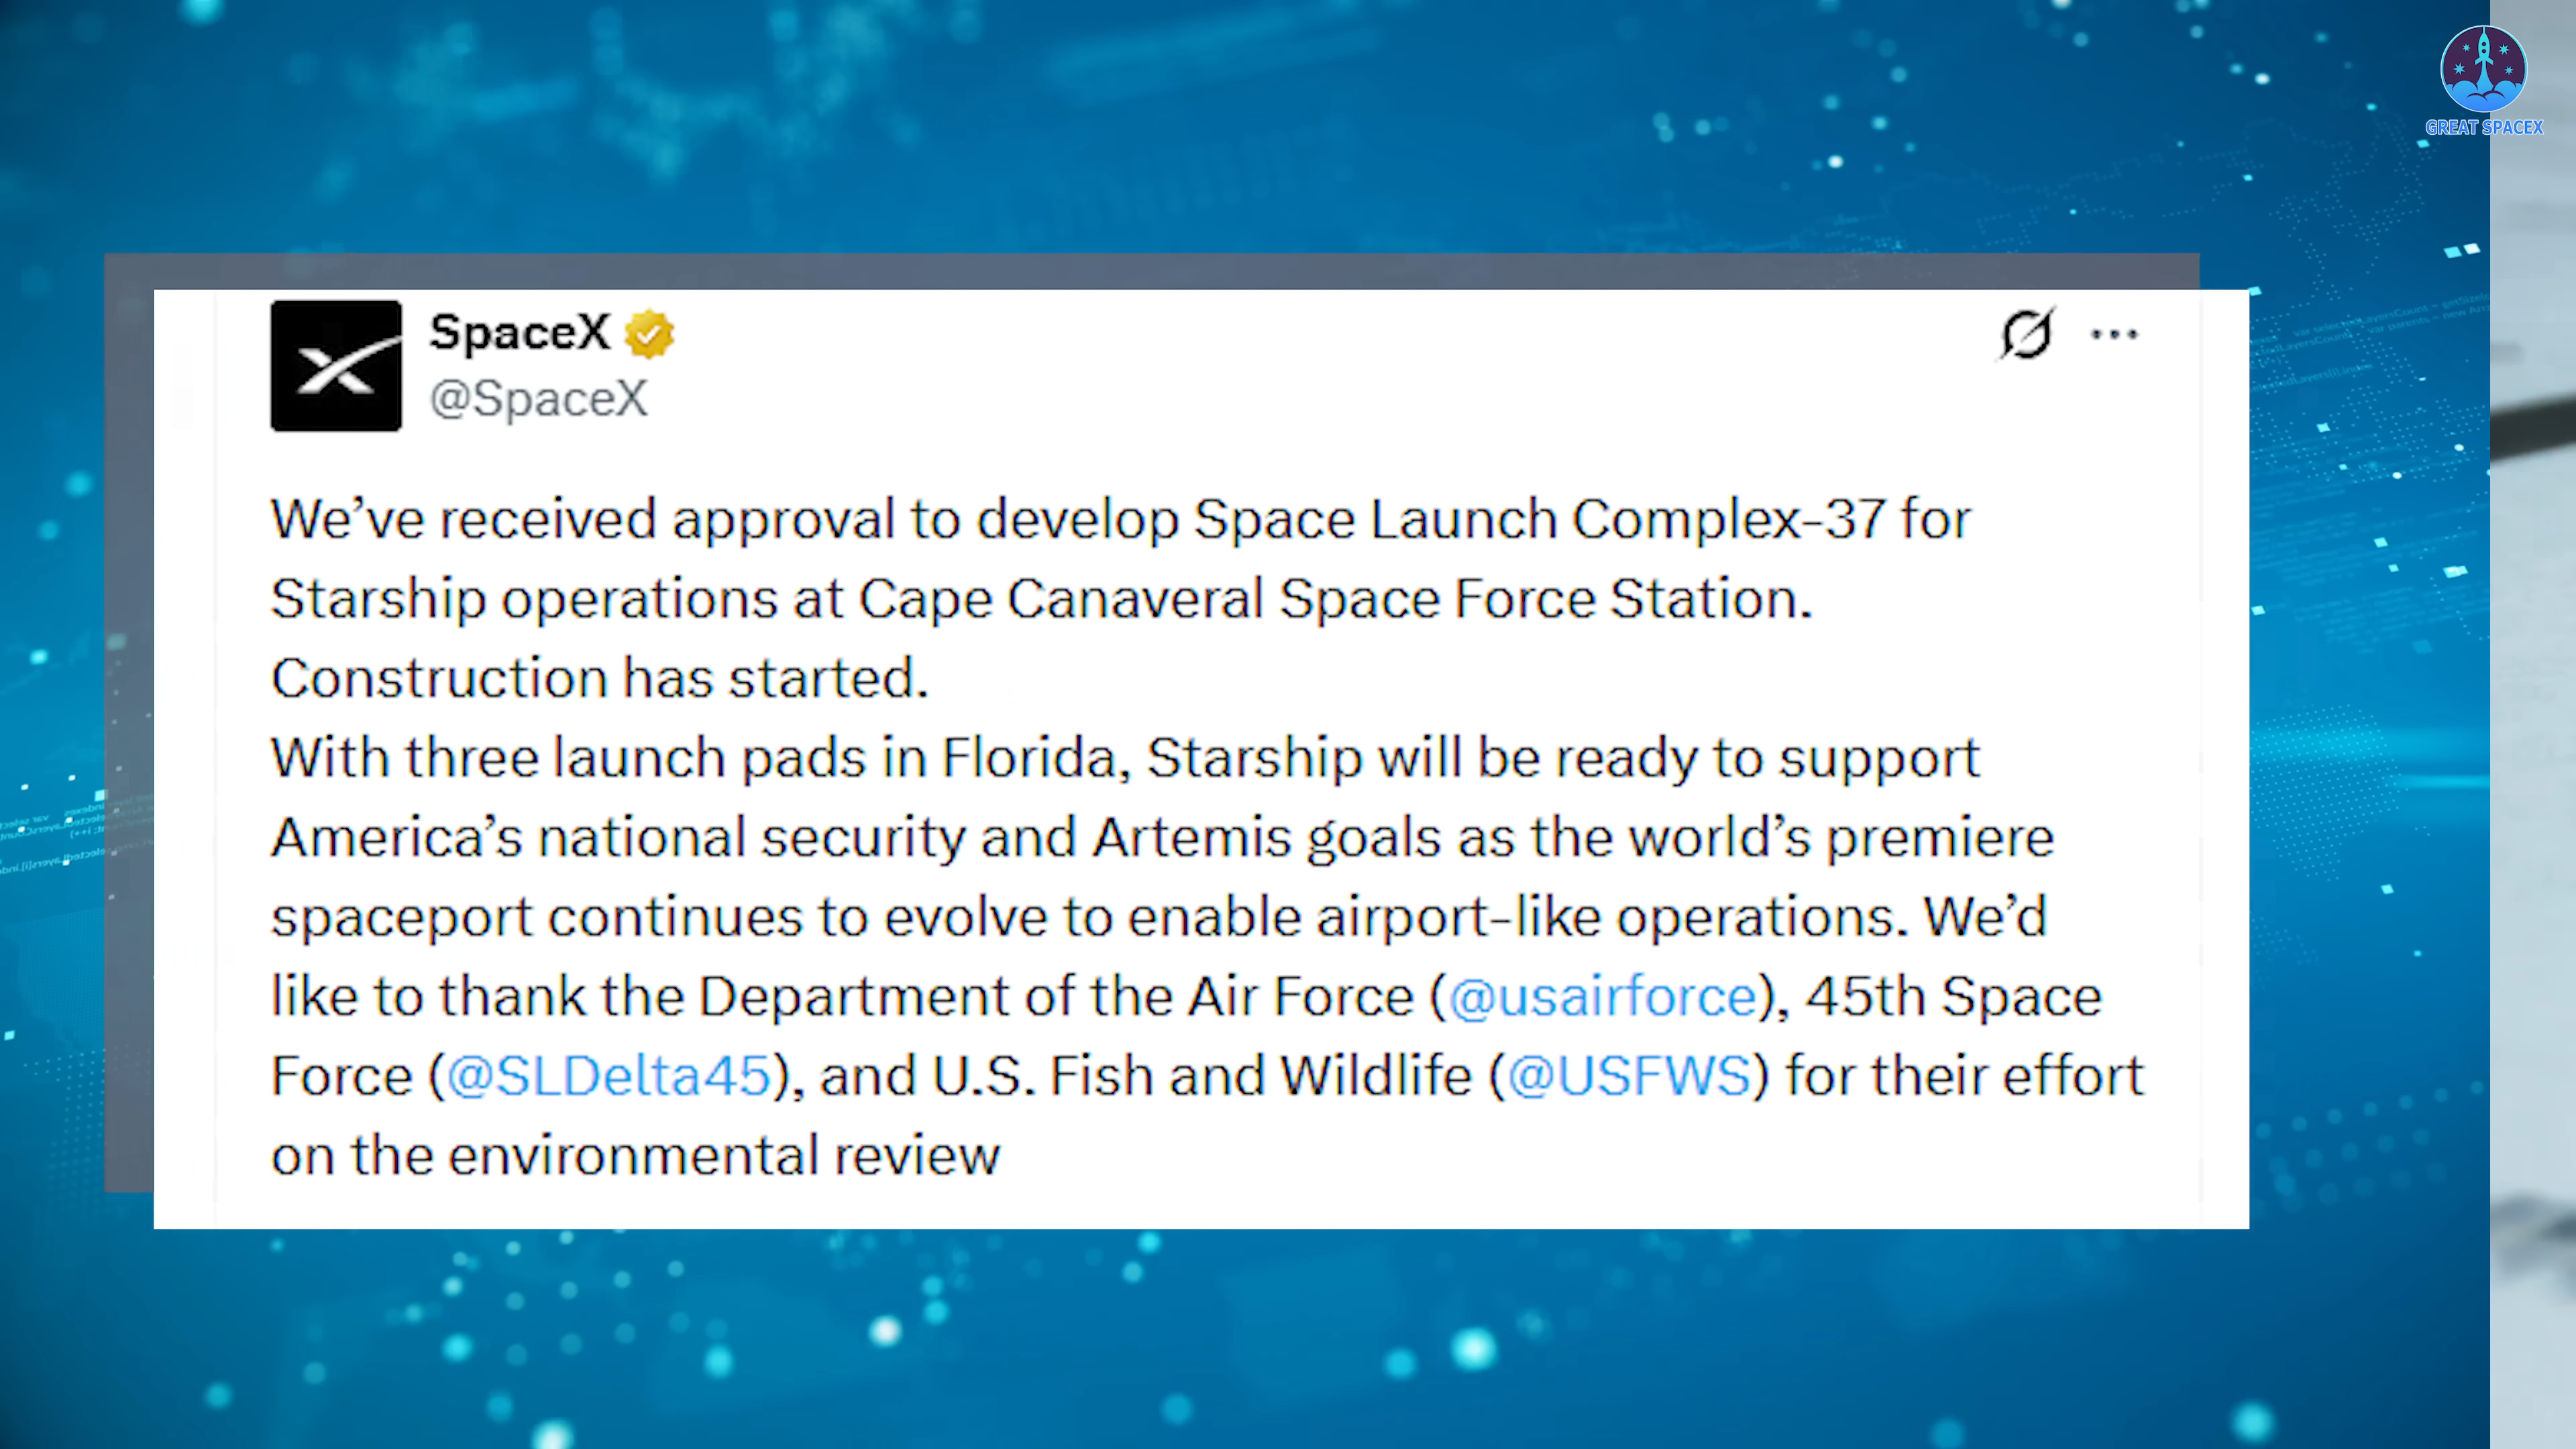 GREAT SPACEX
SpaceX
@SpaceX
We’ve received approval to develop Space Launch Complex-37 for
Starship operations at Cape Canaveral Space Force Station.
Construction has started.
With three launch pads in Florida, Starship will be ready to support
America’s national security and Artemis goals as the world’s premiere
spaceport continues to evolve to enable airport-like operations. We’d
like to thank the Department of the Air Force (@usairforce), 45th Space
Force (@SLDelta45), and U.S. Fish and Wildlife (@USFWS) for their effort
on the environmental review